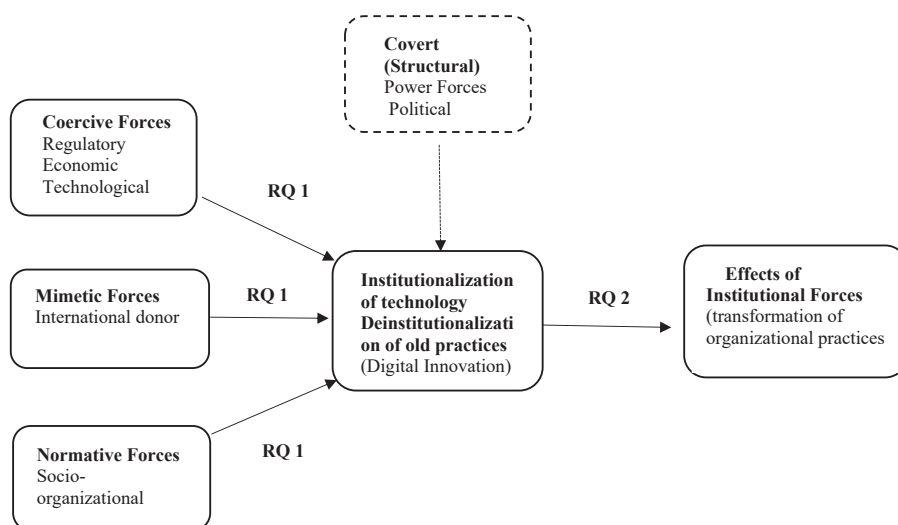 Covert
(Structural)
Power Forces
Political
Coercive Forces
Regulatory
Economic
Technological
RQ 1
Mimetic Forces
International donor
RQ 1
Institutionalization
of technology
Deinstitutionalizati
on of old practices
(Digital Innovation)
RQ 2
Effects of
Institutional Forces
(transformation of
organizational practices
Normative Forces
Socio-
organizational
RQ 1